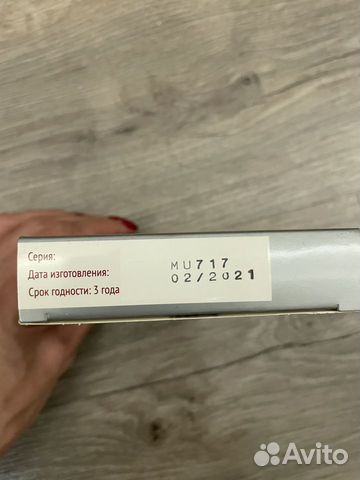 Серия: MU717
Дата изготовления: 02/2021
Срок годности: 3 года
Avito